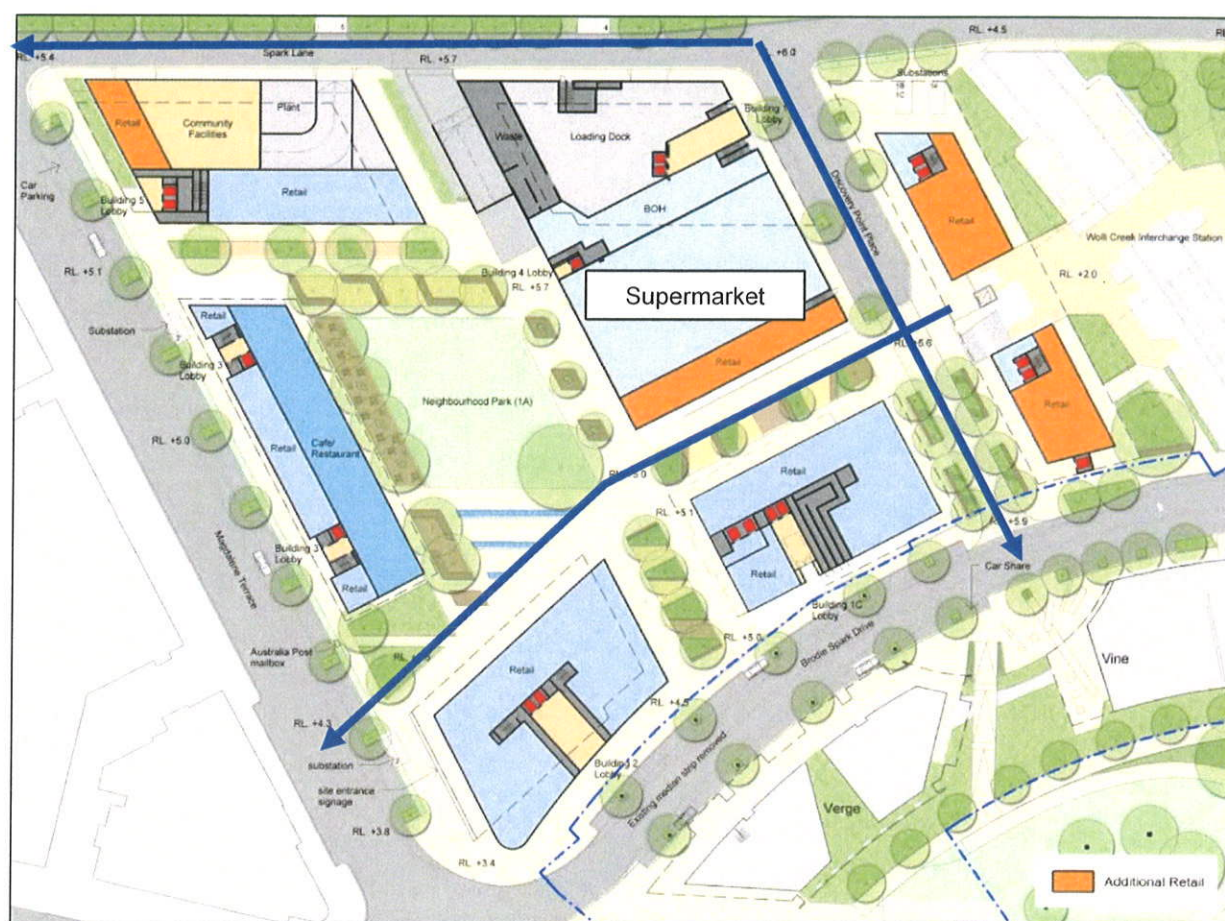 5
4
RL. +5.4
Spark Lane
RL. +5.7
+6.0
RL. +4.5
Substations
Retail
Community
Facilities
Plant
Waste
Loading Dock
Building 1
Lobby
Car
Parking
Building 5
Lobby
Retail
BOH
Discovery Point Place
Retail
Wolli Creek Interchange Station
RL. +2.0
RL. +5.1
Building 4 Lobby
RL. +5.7
Supermarket
Substation
Retail
Building 3
Lobby
+5.6
Retail
Retail
Neighbourhood Park (1A)
RL. +5.0
Retail
Cafe/
Restaurant
Retail
RL. +5.1
RL. +5.9
Building 3
Lobby
Magdalene Terrace
Retail
Retail
Car Share
Building 1C
Lobby
Australia Post
mailbox
RL. +5.0
Brodie Spark Drive
Vine
Retail
RL. +4.5
RL. +4.3
substation
site entrance
signage
Building 2
Lobby
Existing median strip removed
Verge
RL. +3.8
RL. +3.4
Additional Retail